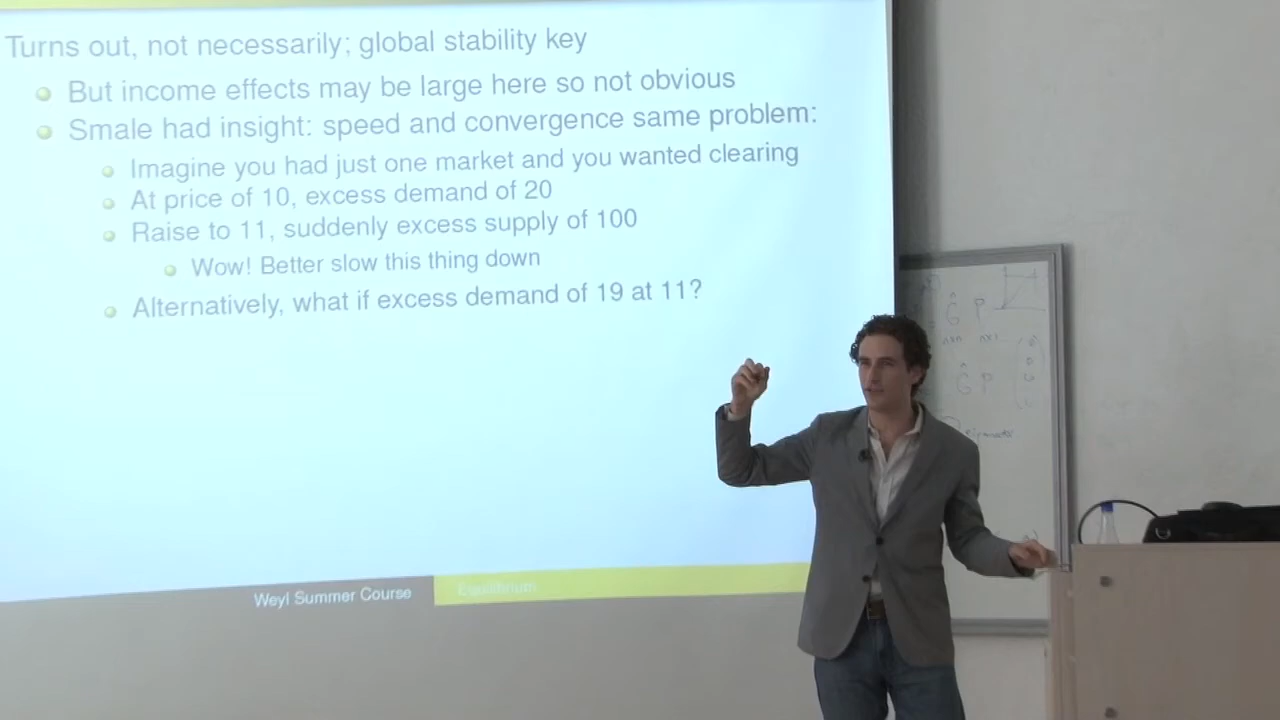 Turns out, not necessarily; global stability key
But income effects may be large here so not obvious
Smale had insight: speed and convergence same problem:
Imagine you had just one market and you wanted clearing
At price of 10, excess demand of 20
Raise to 11, suddenly excess supply of 100
Wow! Better slow this thing down
Alternatively, what if excess demand of 19 at 11?
Weyl Summer Course
Equilibrium
Ĝ P
n×n n×1
Ĝ P